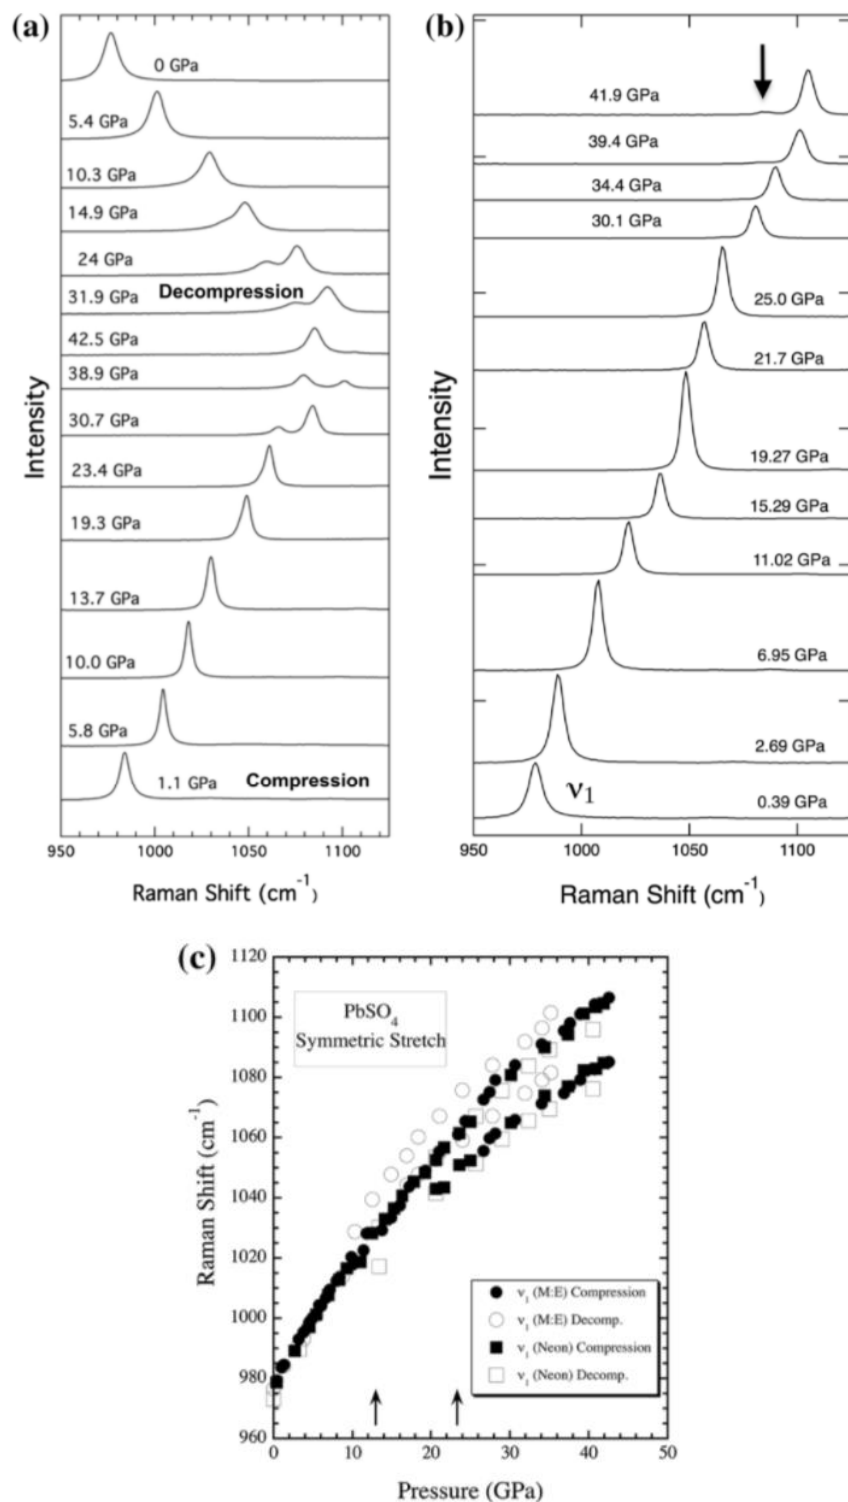 (a)
0 GPa
5.4 GPa
10.3 GPa
14.9 GPa
24 GPa
Decompression
31.9 GPa
42.5 GPa
38.9 GPa
30.7 GPa
23.4 GPa
19.3 GPa
13.7 GPa
10.0 GPa
5.8 GPa
1.1 GPa Compression
Intensity
950 1000 1050 1100
Raman Shift (cm⁻¹)
(b)
41.9 GPa
39.4 GPa
34.4 GPa
30.1 GPa
25.0 GPa
21.7 GPa
19.27 GPa
15.29 GPa
11.02 GPa
6.95 GPa
2.69 GPa
ν₁
0.39 GPa
Intensity
950 1000 1050 1100
Raman Shift (cm⁻¹)
(c)
1120
1100
1080
1060
1040
1020
1000
980
960
Raman Shift (cm⁻¹)
PbSO₄
Symmetric Stretch
ν₁ (M:E) Compression
ν₁ (M:E) Decomp.
ν₁ (Neon) Compression
ν₁ (Neon) Decomp.
0 10 20 30 40 50
Pressure (GPa)